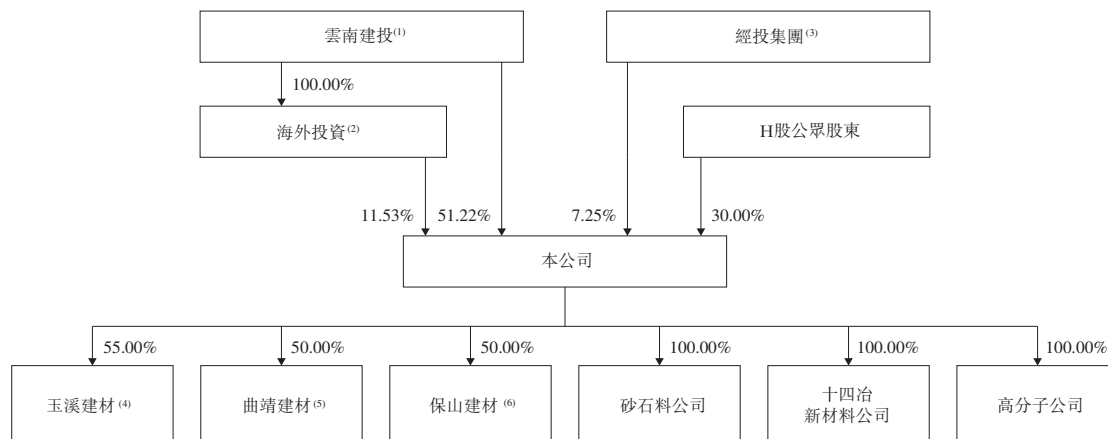 雲南建投(1)
經投集團(3)
100.00%
海外投資(2)
H股公眾股東
11.53%
51.22%
7.25%
30.00%
本公司
55.00%
50.00%
50.00%
100.00%
100.00%
100.00%
玉溪建材(4)
曲靖建材(5)
保山建材(6)
砂石料公司
十四冶
新材料公司
高分子公司